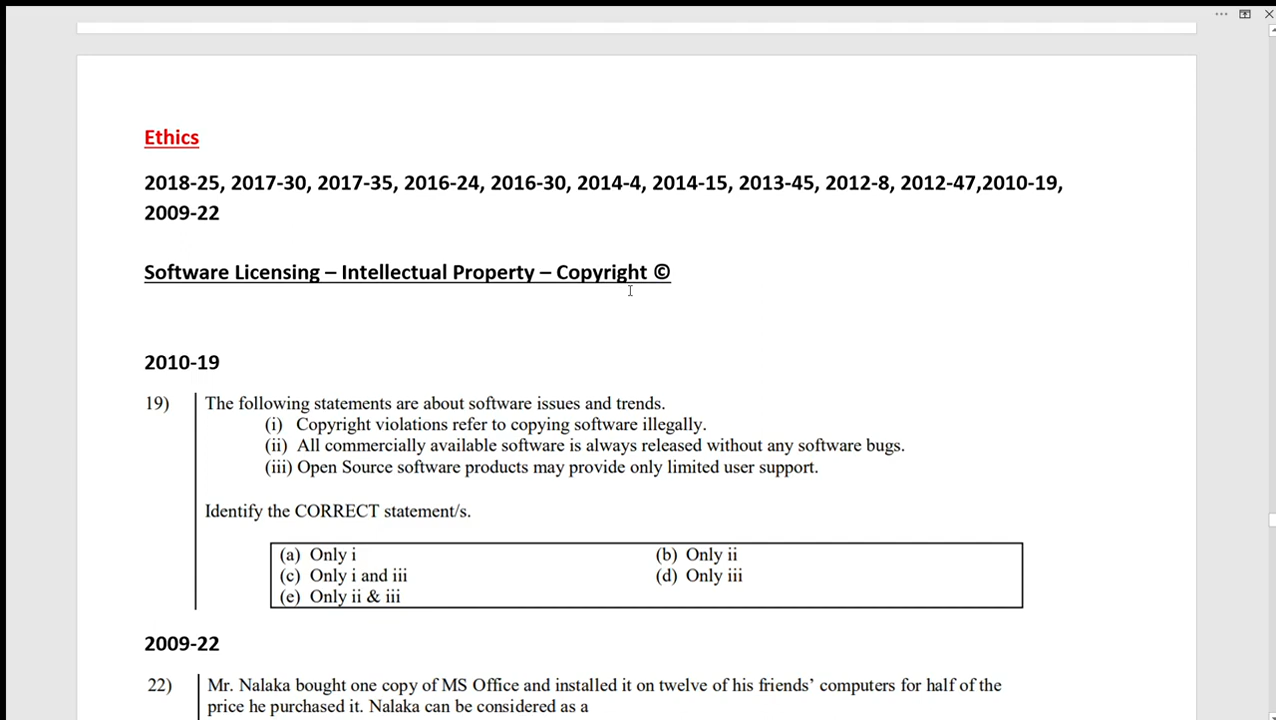 Ethics
2018-25, 2017-30, 2017-35, 2016-24, 2016-30, 2014-4, 2014-15, 2013-45, 2012-8, 2012-47,2010-19,
2009-22
Software Licensing – Intellectual Property – Copyright ©
2010-19
19) The following statements are about software issues and trends.
(i) Copyright violations refer to copying software illegally.
(ii) All commercially available software is always released without any software bugs.
(iii) Open Source software products may provide only limited user support.
Identify the CORRECT statement/s.
(a) Only i (b) Only ii
(c) Only i and iii (d) Only iii
(e) Only ii & iii
2009-22
22) Mr. Nalaka bought one copy of MS Office and installed it on twelve of his friends’ computers for half of the
price he purchased it. Nalaka can be considered as a